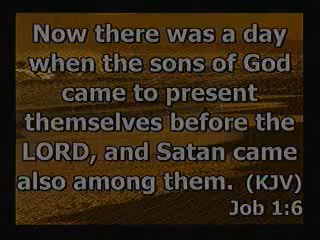 Now there was a day
when the sons of God
came to present
themselves before the
LORD, and Satan came
also among them. (KJV)
Job 1:6